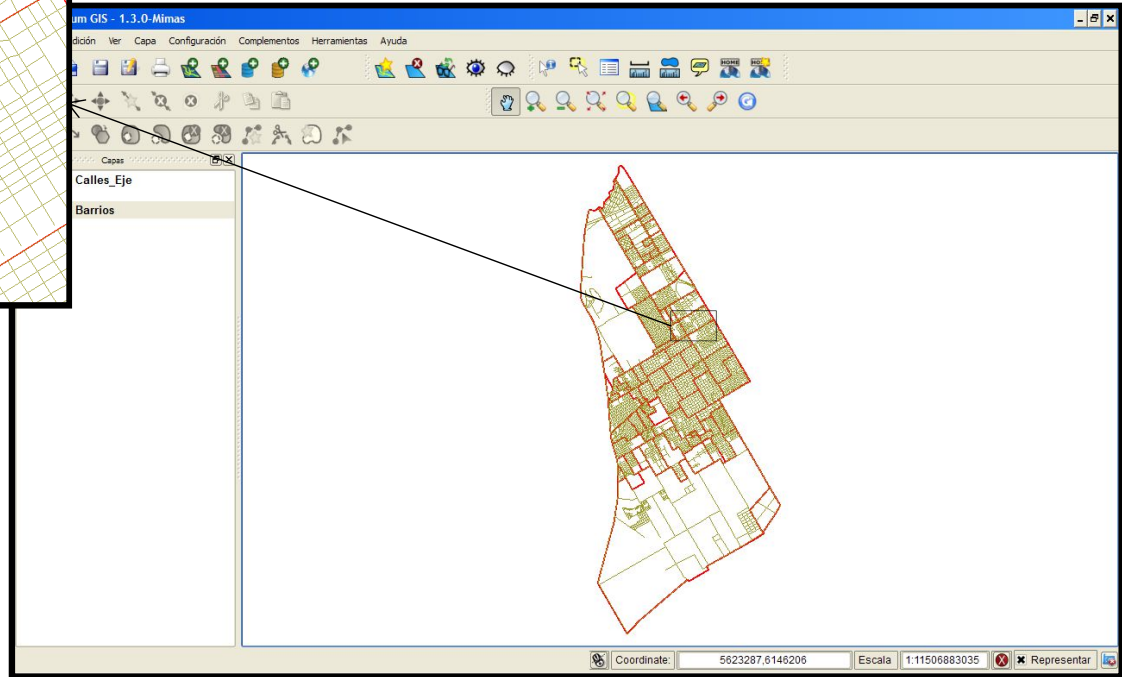 um GIS - 1.3.0-Mimas
dición Ver Capa Configuración Complementos Herramientas Ayuda
HOME
Capas
Calles_Eje
Barrios
Coordinate: 5623287,6146206 Escala 1:11506883035 Representar